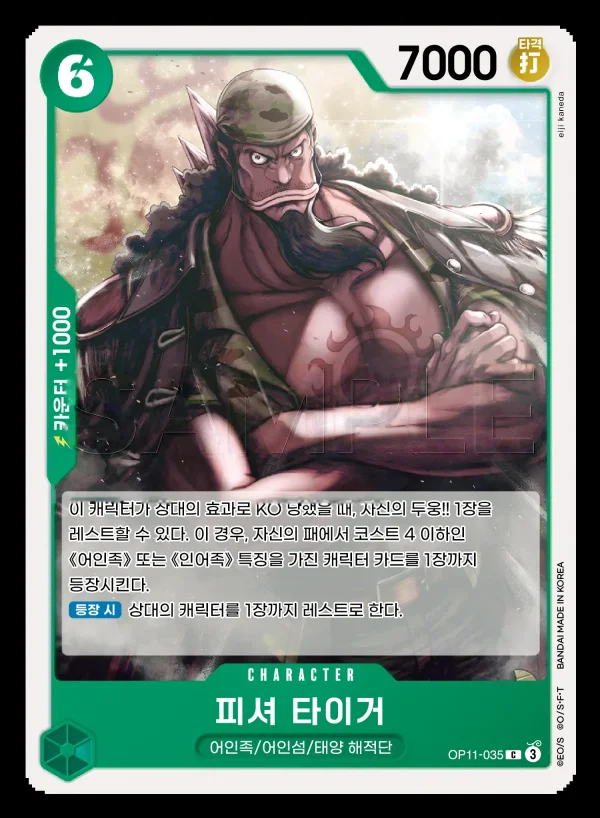 6
7000
타격
打
eiji kaneda
카운터 +1000
SAMPLE
이 캐릭터가 상대의 효과로 KO 당했을 때, 자신의 두웅!! 1장을
레스트할 수 있다. 이 경우, 자신의 패에서 코스트 4 이하인
《어인족》 또는 《인어족》 특징을 가진 캐릭터 카드를 1장까지
등장시킨다.
등장 시 상대의 캐릭터를 1장까지 레스트로 한다.
CHARACTER
피셔 타이거
어인족/어인섬/태양 해적단
OP11-035 C 3
©EO/S ©O/S·F·T BANDAI MADE IN KOREA